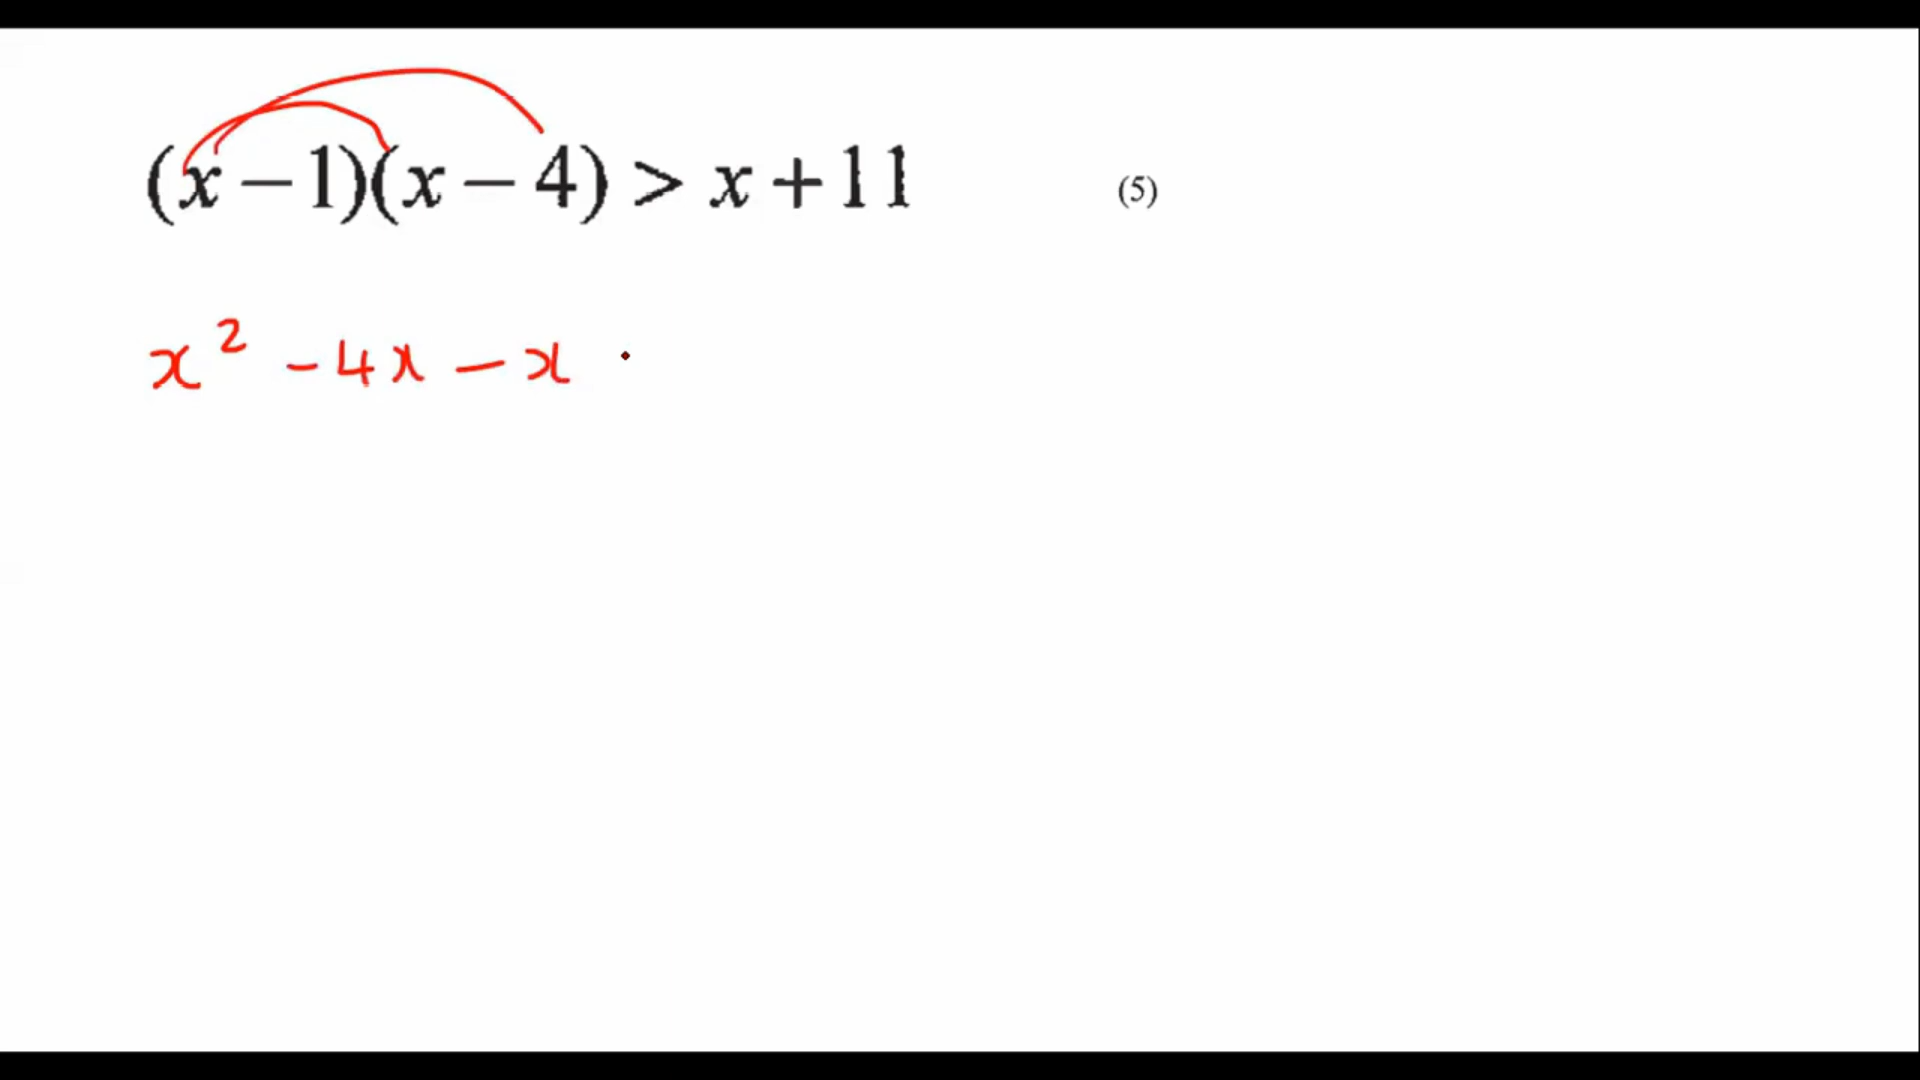 (x − 1)(x − 4) > x + 11 (5)
x² − 4x − x